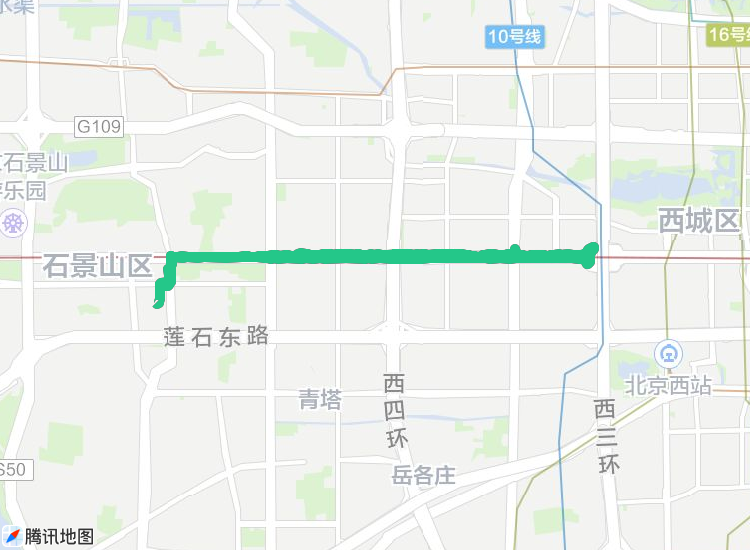 水渠
10号线
16号线
G109
石景山
乐园
西城区
石景山区
莲石东路
北京西站
青塔
西四环
西三环
岳各庄
S50
腾讯地图